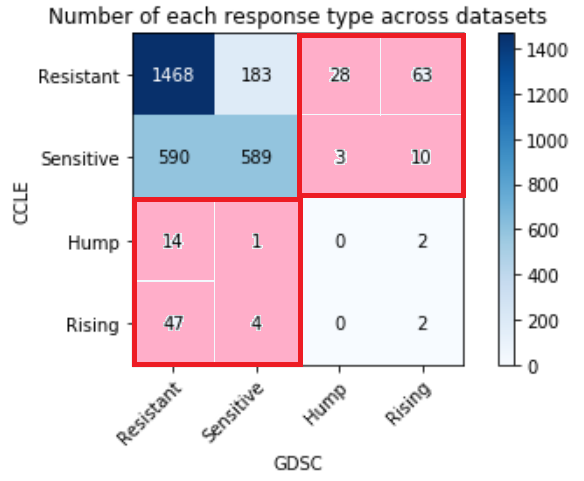 Number of each response type across datasets
Resistant 1468 183 28 63
Sensitive 590 589 3 10
Hump 14 1 0 2
Rising 47 4 0 2
Resistant Sensitive Hump Rising
GDSC
CCLE
1400
1200
1000
800
600
400
200
0